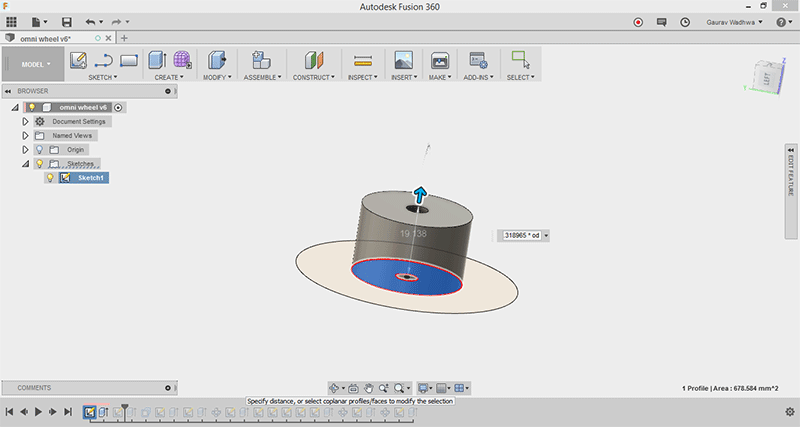 Autodesk Fusion 360
Gaurav Wadhwa
omni wheel v6*
MODEL
SKETCH
CREATE
MODIFY
ASSEMBLE
CONSTRUCT
INSPECT
INSERT
MAKE
ADD-INS
SELECT
BROWSER
omni wheel v6
Document Settings
Named Views
Origin
Sketches
Sketch1
LEFT
EDIT FEATURE
19.138
318965 * od
COMMENTS
1 Profile | Area : 678.584 mm^2
Specify distance, or select coplanar profiles/faces to modify the selection